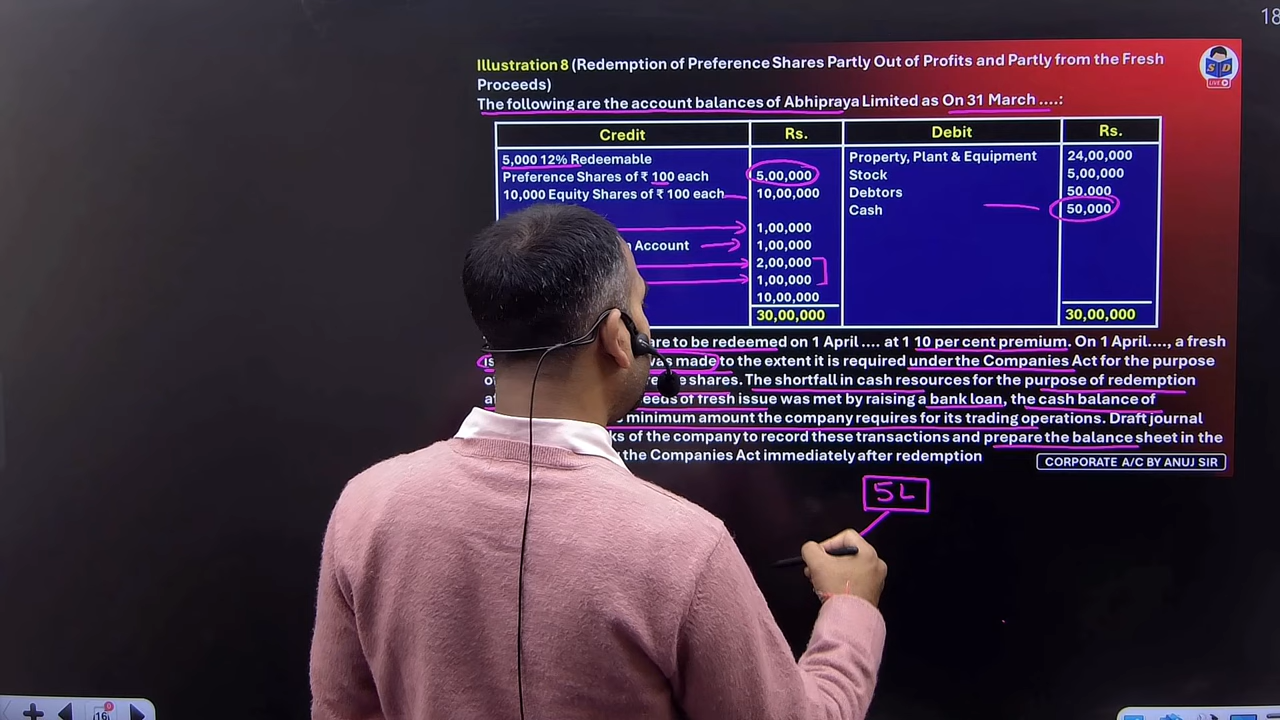 18
Illustration 8 (Redemption of Preference Shares Partly Out of Profits and Partly from the Fresh
Proceeds)
The following are the account balances of Abhipraya Limited as On 31 March ....:
Credit Rs. Debit Rs.
5,000 12% Redeemable Property, Plant & Equipment 24,00,000
Preference Shares of ₹ 100 each 5,00,000 Stock 5,00,000
10,000 Equity Shares of ₹ 100 each 10,00,000 Debtors 50,000
Cash 50,000
1,00,000
Account 1,00,000
2,00,000
1,00,000
10,00,000
30,00,000 30,00,000
are to be redeemed on 1 April .... at 1 10 per cent premium. On 1 April...., a fresh
made to the extent it is required under the Companies Act for the purpose
shares. The shortfall in cash resources for the purpose of redemption
of fresh issue was met by raising a bank loan, the cash balance of
minimum amount the company requires for its trading operations. Draft journal
of the company to record these transactions and prepare the balance sheet in the
the Companies Act immediately after redemption
CORPORATE A/C BY ANUJ SIR
5L
S D
LIVE
16